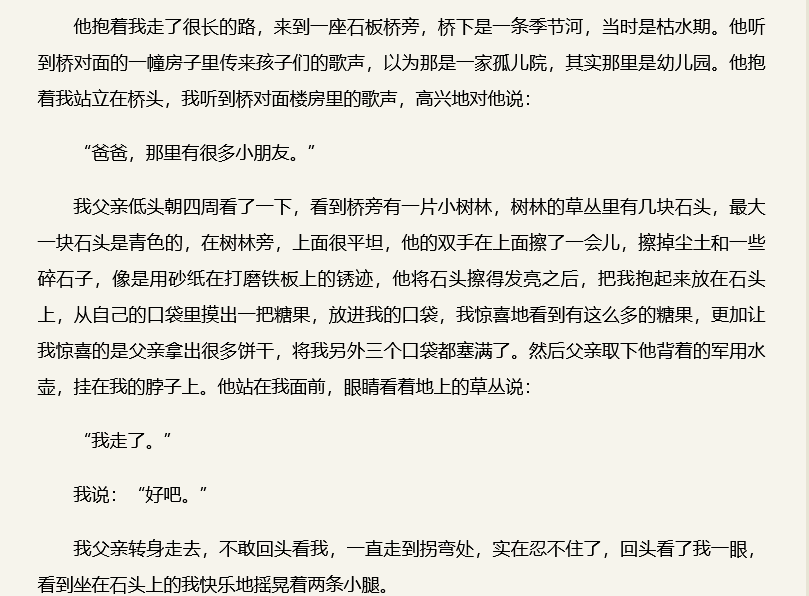 他抱着我走了很长的路，来到一座石板桥旁，桥下是一条季节河，当时是枯水期。他听
到桥对面的一幢房子里传来孩子们的歌声，以为那是一家孤儿院，其实那里是幼儿园。他抱
着我站立在桥头，我听到桥对面楼房里的歌声，高兴地对他说：
“爸爸，那里有很多小朋友。”
我父亲低头朝四周看了一下，看到桥旁有一片小树林，树林的草丛里有几块石头，最大
一块石头是青色的，在树林旁，上面很平坦，他的双手在上面擦了一会儿，擦掉尘土和一些
碎石子，像是用砂纸在打磨铁板上的锈迹，他将石头擦得发亮之后，把我抱起来放在石头
上，从自己的口袋里摸出一把糖果，放进我的口袋，我惊喜地看到有这么多的糖果，更加让
我惊喜的是父亲拿出很多饼干，将我另外三个口袋都塞满了。然后父亲取下他背着的军用水
壶，挂在我的脖子上。他站在我面前，眼睛看着地上的草丛说：
“我走了。”
我说：“好吧。”
我父亲转身走去，不敢回头看我，一直走到拐弯处，实在忍不住了，回头看了我一眼，
看到坐在石头上的我快乐地摇晃着两条小腿。